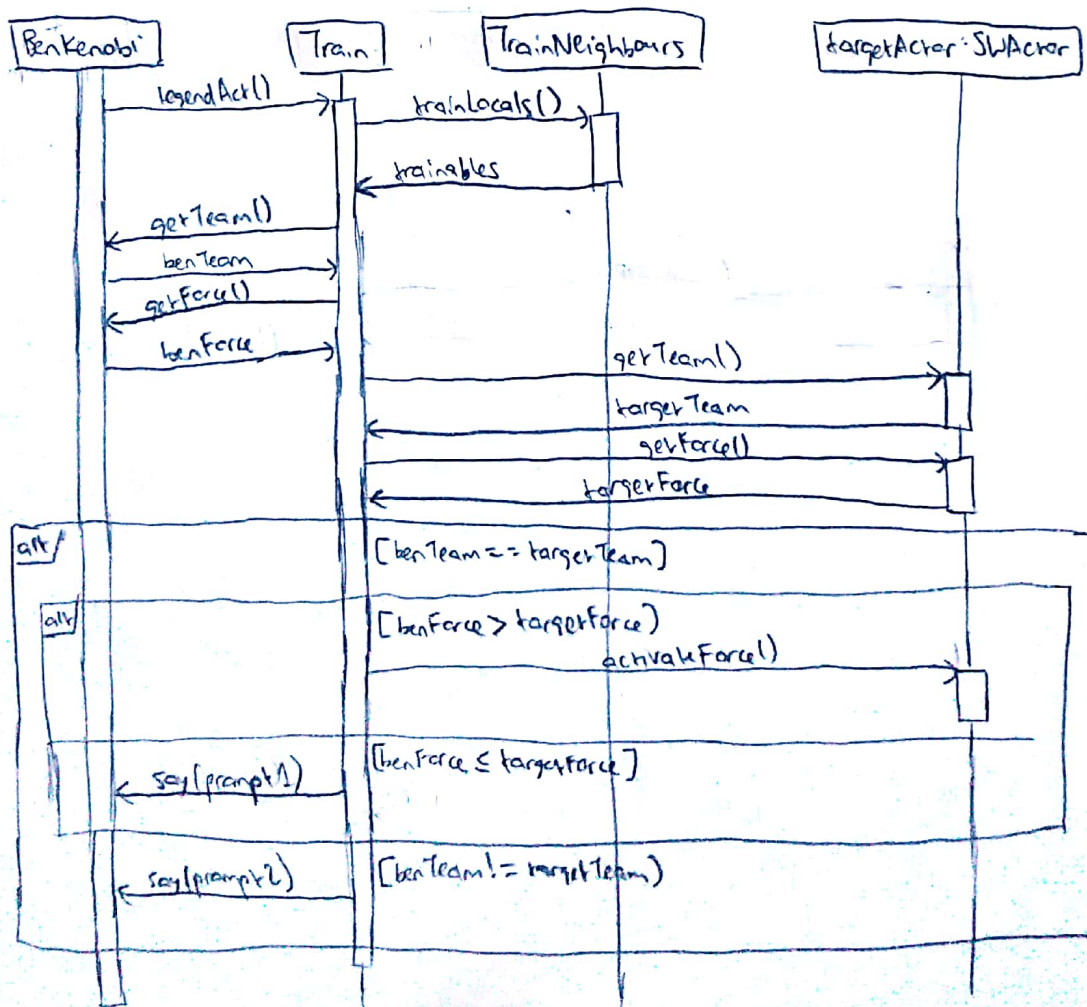 BenKenobi
Train
TrainNeighbours
targetActor: SWActor
legendAct()
trainLocals()
trainables
getTeam()
benTeam
getForce()
benForce
getTeam()
targetTeam
getForce()
targetForce
alt
[benTeam == targetTeam]
alt
[benForce > targetForce)
activateForce()
[benForce ≤ targetForce]
say(prompt1)
[benTeam != targetTeam)
say(prompt2)